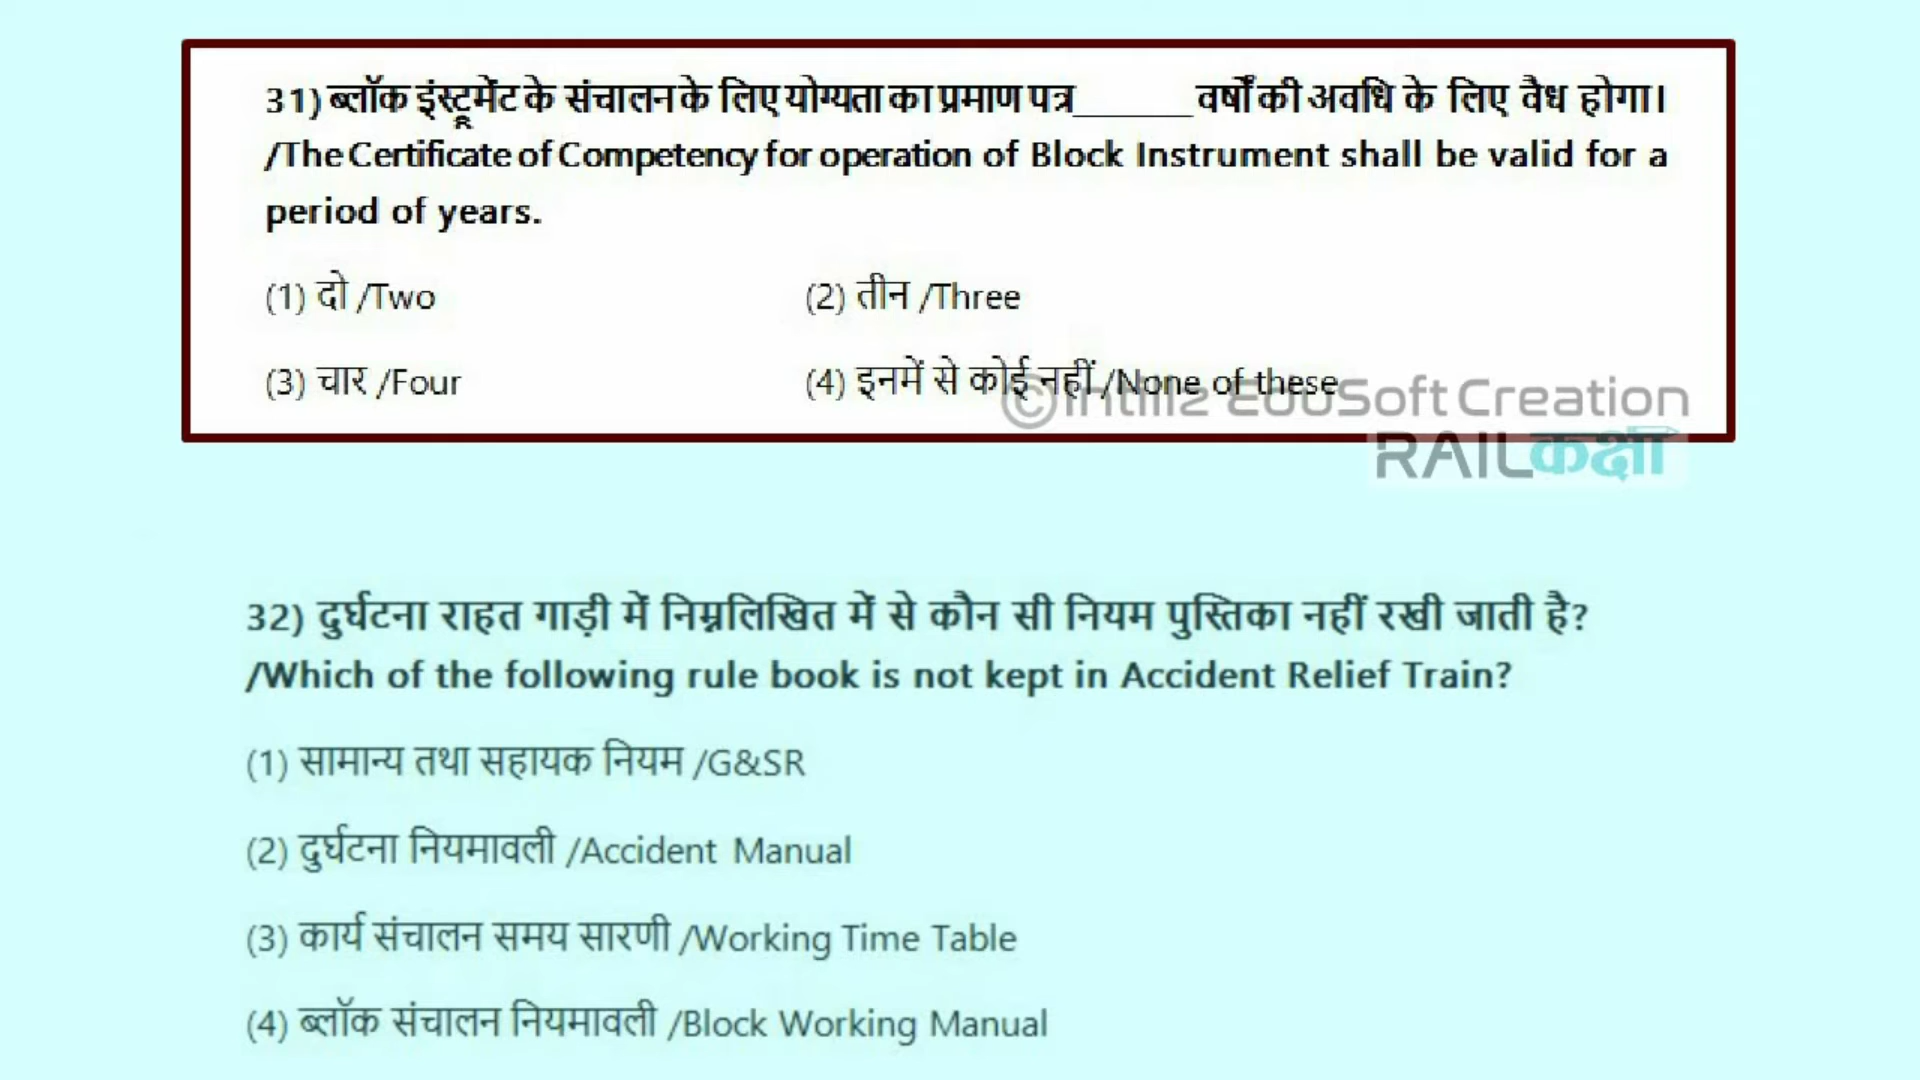 31) ब्लॉक इंस्ट्रूमेंट के संचालन के लिए योग्यता का प्रमाण पत्र______वर्षों की अवधि के लिए वैध होगा।
/The Certificate of Competency for operation of Block Instrument shall be valid for a
period of years.
(1) दो /Two (2) तीन /Three
(3) चार /Four (4) इनमें से कोई नहीं /None of these
©Intillz EduSoft Creation
RAILकक्षा
32) दुर्घटना राहत गाड़ी में निम्नलिखित में से कौन सी नियम पुस्तिका नहीं रखी जाती है?
/Which of the following rule book is not kept in Accident Relief Train?
(1) सामान्य तथा सहायक नियम /G&SR
(2) दुर्घटना नियमावली /Accident Manual
(3) कार्य संचालन समय सारणी /Working Time Table
(4) ब्लॉक संचालन नियमावली /Block Working Manual